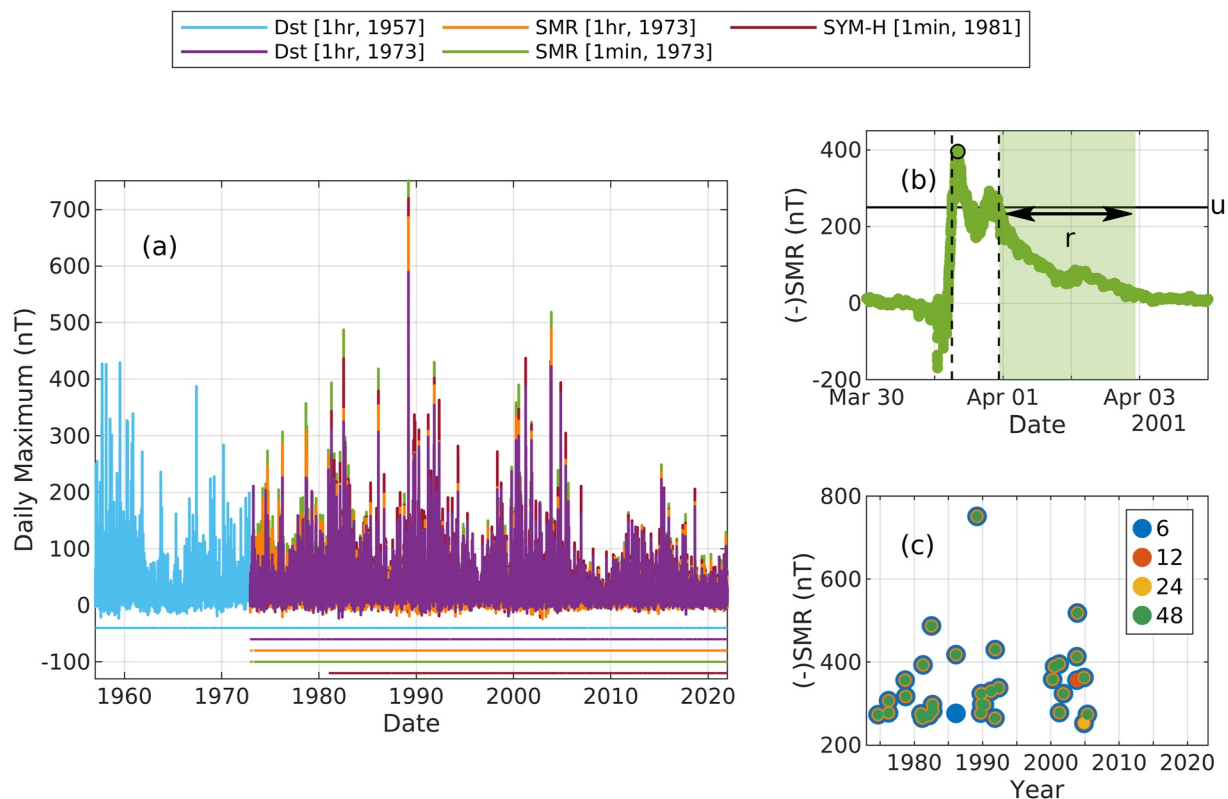 Dst [1hr, 1957] SMR [1hr, 1973] SYM-H [1min, 1981]
Dst [1hr, 1973] SMR [1min, 1973]
(a)
Daily Maximum (nT)
700
600
500
400
300
200
100
0
-100
1960 1970 1980 1990 2000 2010 2020
Date
(b)
(-)SMR (nT)
400
200
0
-200
u
r
Mar 30 Apr 01 Apr 03
Date 2001
(c)
(-)SMR (nT)
800
600
400
200
6
12
24
48
1980 1990 2000 2010 2020
Year